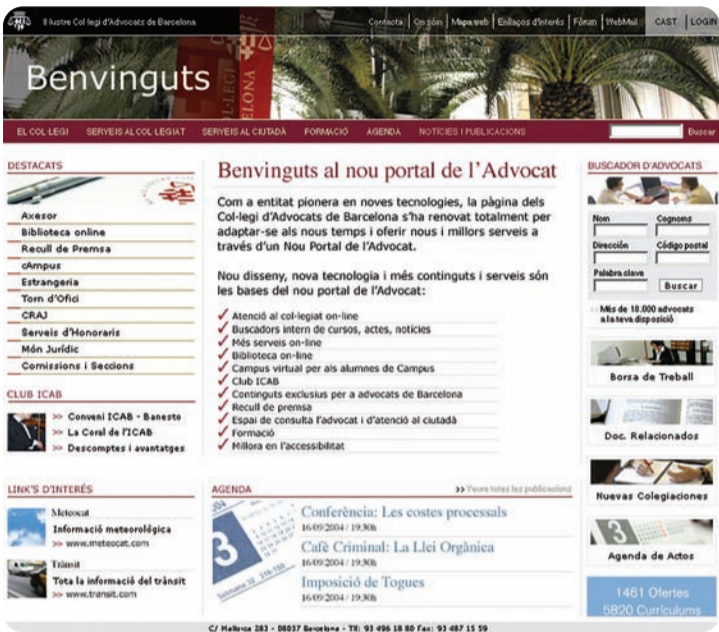 Il·lustre Col·legi d'Advocats de Barcelona
Contacta | On són | Mapa web | Enllaços d'interés | Fòrum | WebMail
CAST | LOGIN
Benvinguts
EL COL·LEGI
SERVEIS AL COL·LEGIAT
SERVEIS AL CIUTADÀ
FORMACIÓ
AGENDA
NOTÍCIES I PUBLICACIONS
Buscar
DESTACATS
Axesor
Biblioteca online
Recull de Premsa
cAmpus
Estrangeria
Torn d'Ofici
CRAJ
Serveis d'Honoraris
Món Jurídic
Comissions i Seccions
CLUB ICAB
>> Conveni ICAB - Banesto
>> La Coral de l'ICAB
>> Descomptes i avantatges
LINK'S D'INTERÉS
Meteocat
Informació meteorològica
>> www.meteocat.com
Trànsit
Tota la informació del trànsit
>> www.transit.com
Benvinguts al nou portal de l'Advocat
Com a entitat pionera en noves tecnologies, la pàgina dels
Col·legi d'Advocats de Barcelona s'ha renovat totalment per
adaptar-se als nous temps i oferir nous i millors serveis a
través d'un Nou Portal de l'Advocat.
Nou disseny, nova tecnologia i més continguts i serveis són
les bases del nou portal de l'Advocat:
Atenció al col·legiat on-line
Buscadors intern de cursos, actes, notícies
Més serveis on-line
Biblioteca on-line
Campus virtual per als alumnes de Campus
Club ICAB
Continguts exclusius per a advocats de Barcelona
Recull de premsa
Espai de consulta l'advocat i d'atenció al ciutadà
Formació
Millora en l'accessibilitat
AGENDA
>> Veure totes les publicacions
Conferència: Les costes processals
16/09/2004 / 19:30h
Cafè Criminal: La Llei Orgànica
16/09/2004 / 19:30h
Imposició de Togues
16/09/2004 / 19:30h
BUSCADOR D'ADVOCATS
Nom
Cognoms
Dirección
Código postal
Palabra clave
Buscar
Més de 18.000 advocats
a la teva disposició
Borsa de Treball
Doc. Relacionados
Nuevas Colegiaciones
3
Agenda de Actos
1461 Ofertes
5820 Currículums
C/ Mallorca 283 - 08037 Barcelona - Tlf: 93 496 18 80 Fax: 93 487 15 59